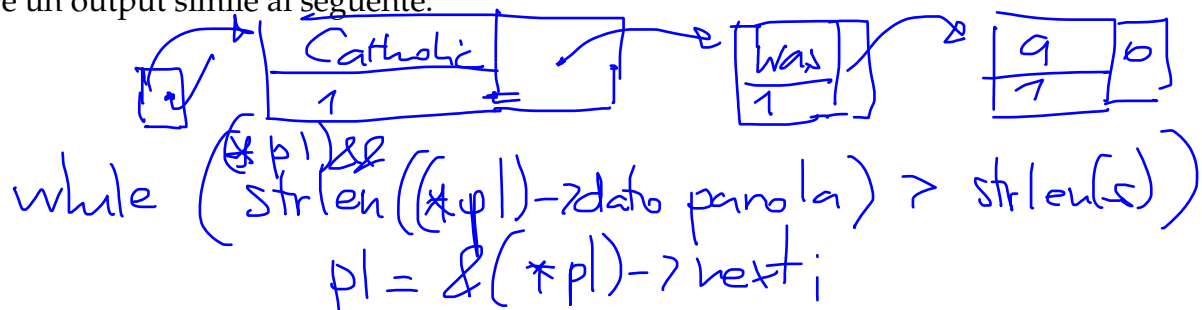 e un output simile al seguente:
Catholic was a 0
1 1 1
while ((*pl)&& strlen((*pl)->dato parola) > strlen(s))
pl = &(*pl)->next;